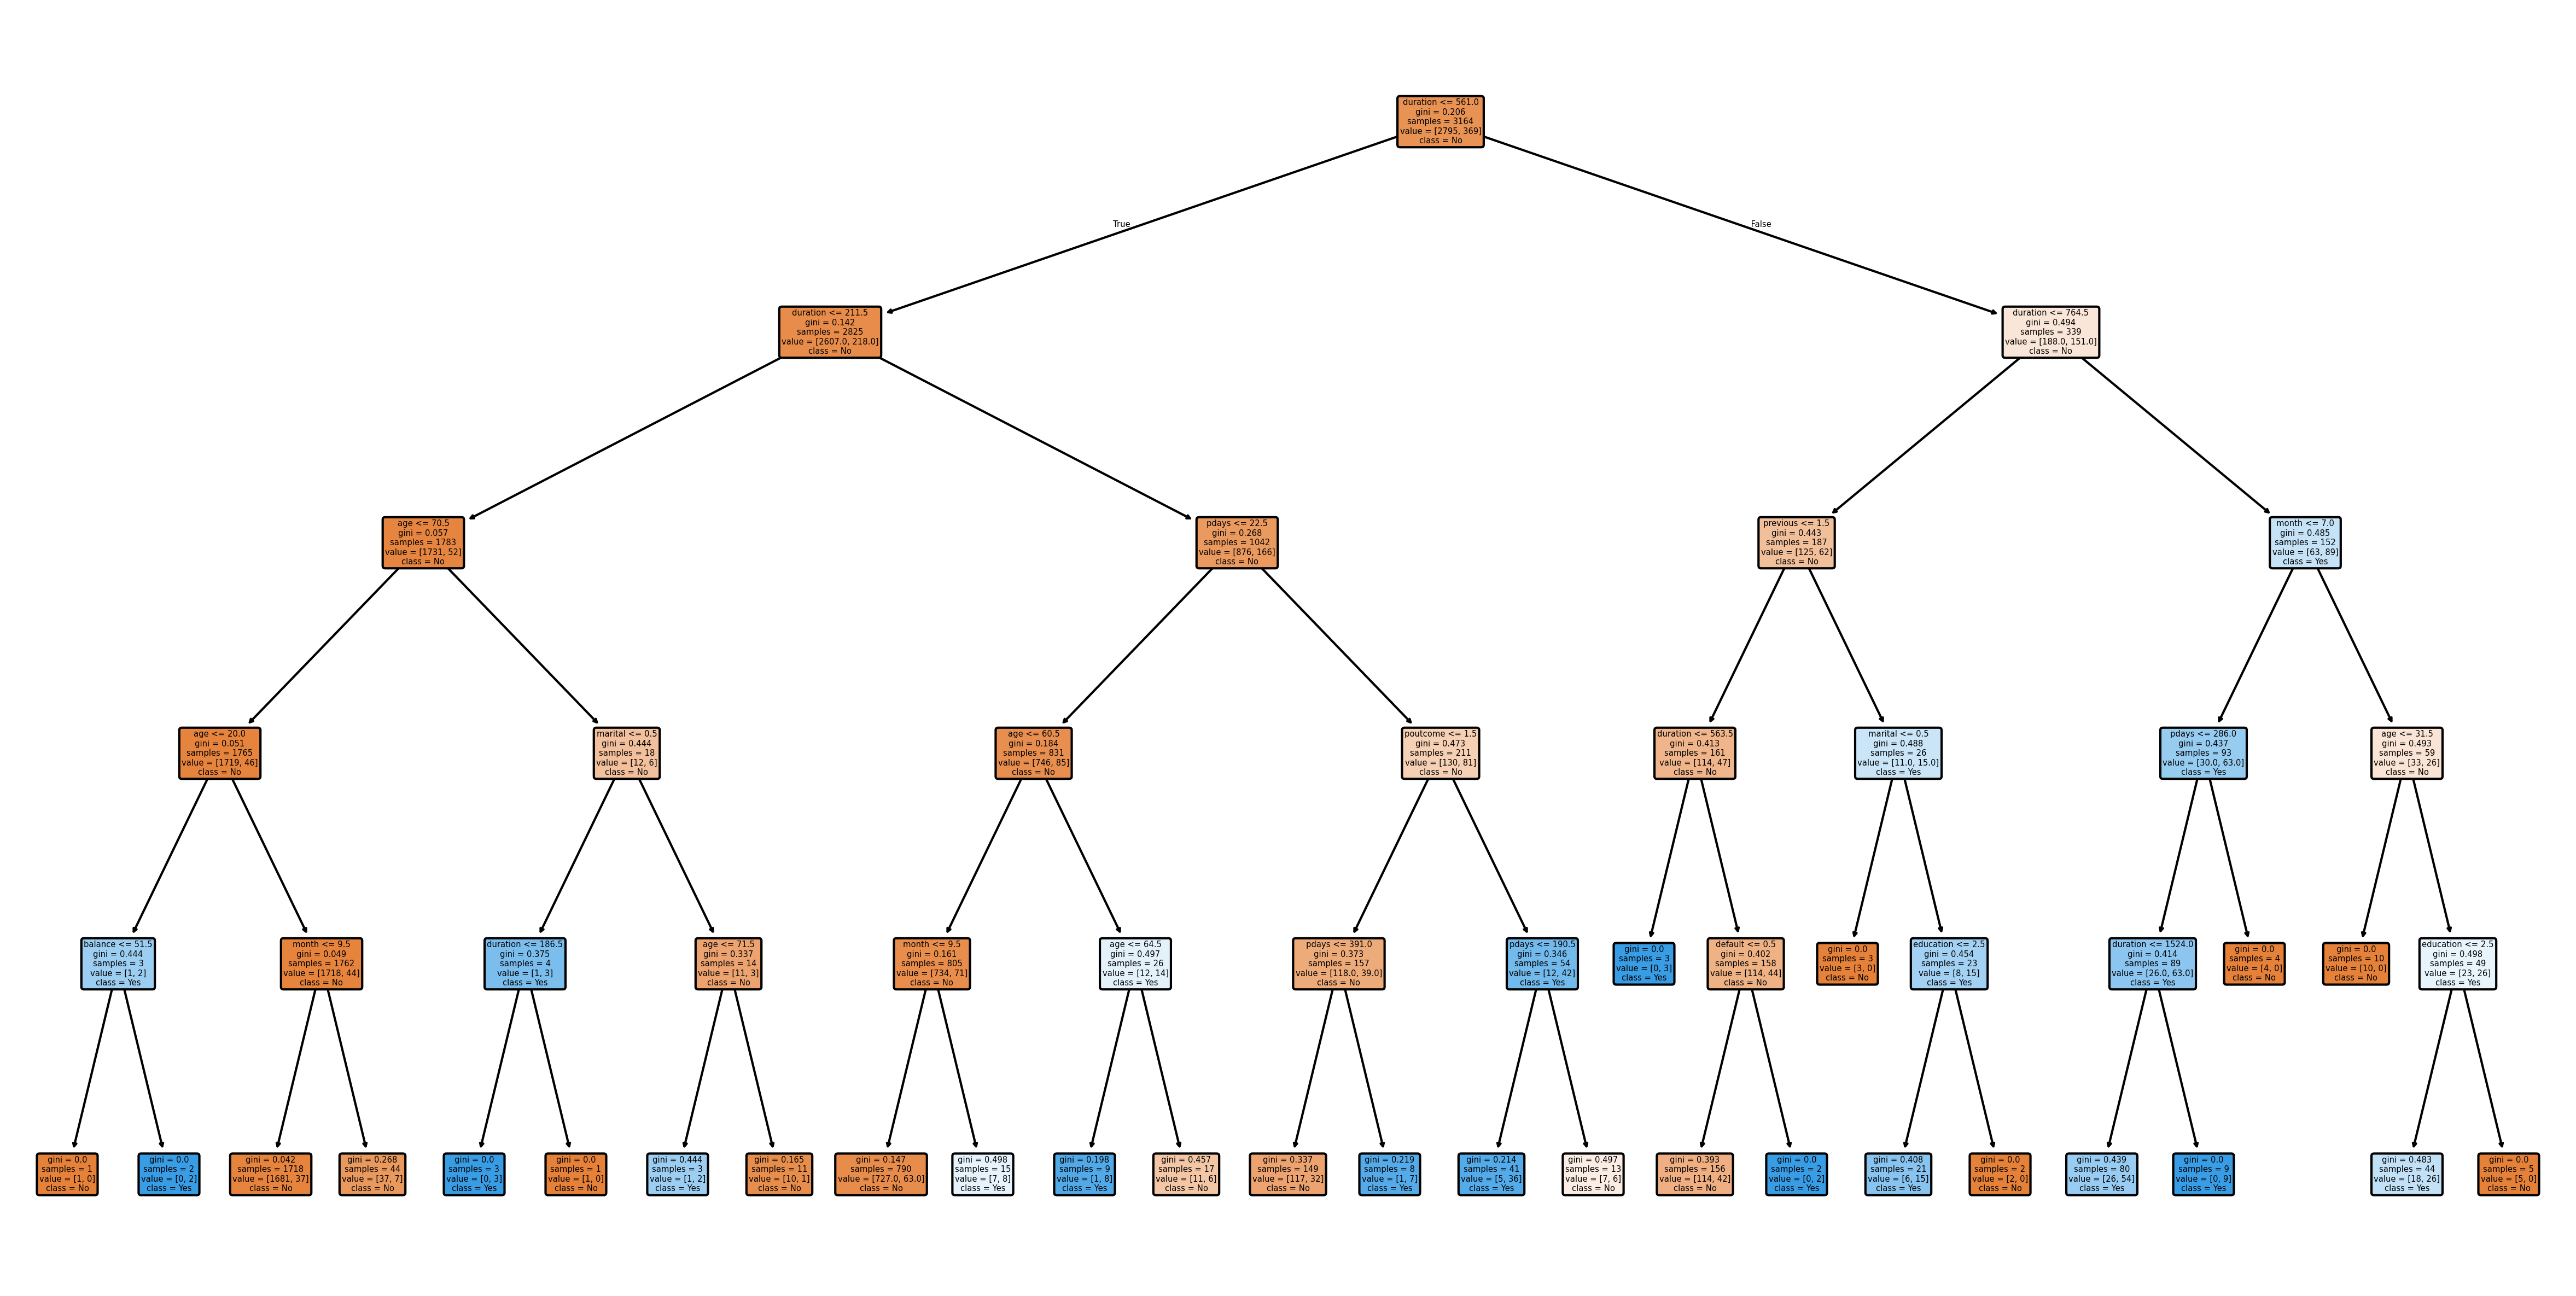 duration <= 561.0
gini = 0.206
samples = 3164
value = [2795, 369]
class = No
True
False
duration <= 211.5
gini = 0.142
samples = 2825
value = [2607.0, 218.0]
class = No
duration <= 764.5
gini = 0.494
samples = 339
value = [188.0, 151.0]
class = No
age <= 70.5
gini = 0.057
samples = 1783
value = [1731, 52]
class = No
pdays <= 22.5
gini = 0.268
samples = 1042
value = [876, 166]
class = No
previous <= 1.5
gini = 0.443
samples = 187
value = [125, 62]
class = No
month <= 7.0
gini = 0.485
samples = 152
value = [63, 89]
class = Yes
age <= 20.0
gini = 0.051
samples = 1765
value = [1719, 46]
class = No
marital <= 0.5
gini = 0.444
samples = 18
value = [12, 6]
class = No
age <= 60.5
gini = 0.184
samples = 831
value = [746, 85]
class = No
poutcome <= 1.5
gini = 0.473
samples = 211
value = [130, 81]
class = No
duration <= 563.5
gini = 0.413
samples = 161
value = [114, 47]
class = No
marital <= 0.5
gini = 0.488
samples = 26
value = [11.0, 15.0]
class = Yes
pdays <= 286.0
gini = 0.437
samples = 93
value = [30.0, 63.0]
class = Yes
age <= 31.5
gini = 0.493
samples = 59
value = [33, 26]
class = No
balance <= 51.5
gini = 0.444
samples = 3
value = [1, 2]
class = Yes
month <= 9.5
gini = 0.049
samples = 1762
value = [1718, 44]
class = No
duration <= 186.5
gini = 0.375
samples = 4
value = [1, 3]
class = Yes
age <= 71.5
gini = 0.337
samples = 14
value = [11, 3]
class = No
month <= 9.5
gini = 0.161
samples = 805
value = [734, 71]
class = No
age <= 64.5
gini = 0.497
samples = 26
value = [12, 14]
class = Yes
pdays <= 391.0
gini = 0.373
samples = 157
value = [118.0, 39.0]
class = No
pdays <= 190.5
gini = 0.346
samples = 54
value = [12, 42]
class = Yes
gini = 0.0
samples = 3
value = [0, 3]
class = Yes
default <= 0.5
gini = 0.402
samples = 158
value = [114, 44]
class = No
gini = 0.0
samples = 3
value = [3, 0]
class = No
education <= 2.5
gini = 0.454
samples = 23
value = [8, 15]
class = Yes
duration <= 1524.0
gini = 0.414
samples = 89
value = [26.0, 63.0]
class = Yes
gini = 0.0
samples = 4
value = [4, 0]
class = No
gini = 0.0
samples = 10
value = [10, 0]
class = No
education <= 2.5
gini = 0.498
samples = 49
value = [23, 26]
class = Yes
gini = 0.0
samples = 1
value = [1, 0]
class = No
gini = 0.0
samples = 2
value = [0, 2]
class = Yes
gini = 0.042
samples = 1718
value = [1681, 37]
class = No
gini = 0.268
samples = 44
value = [37, 7]
class = No
gini = 0.0
samples = 3
value = [0, 3]
class = Yes
gini = 0.0
samples = 1
value = [1, 0]
class = No
gini = 0.444
samples = 3
value = [1, 2]
class = Yes
gini = 0.165
samples = 11
value = [10, 1]
class = No
gini = 0.147
samples = 790
value = [727.0, 63.0]
class = No
gini = 0.498
samples = 15
value = [7, 8]
class = Yes
gini = 0.198
samples = 9
value = [1, 8]
class = Yes
gini = 0.457
samples = 17
value = [11, 6]
class = No
gini = 0.337
samples = 149
value = [117, 32]
class = No
gini = 0.219
samples = 8
value = [1, 7]
class = Yes
gini = 0.214
samples = 41
value = [5, 36]
class = Yes
gini = 0.497
samples = 13
value = [7, 6]
class = No
gini = 0.393
samples = 156
value = [114, 42]
class = No
gini = 0.0
samples = 2
value = [0, 2]
class = Yes
gini = 0.408
samples = 21
value = [6, 15]
class = Yes
gini = 0.0
samples = 2
value = [2, 0]
class = No
gini = 0.439
samples = 80
value = [26, 54]
class = Yes
gini = 0.0
samples = 9
value = [0, 9]
class = Yes
gini = 0.483
samples = 44
value = [18, 26]
class = Yes
gini = 0.0
samples = 5
value = [5, 0]
class = No